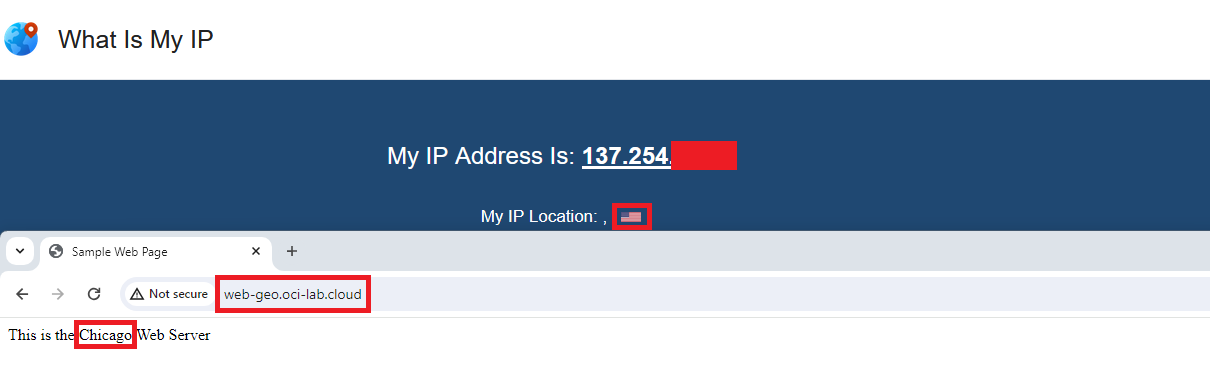 What Is My IP
My IP Address Is: 137.254.
My IP Location: ,
Sample Web Page
Not secure
web-geo.oci-lab.cloud
This is the Chicago Web Server